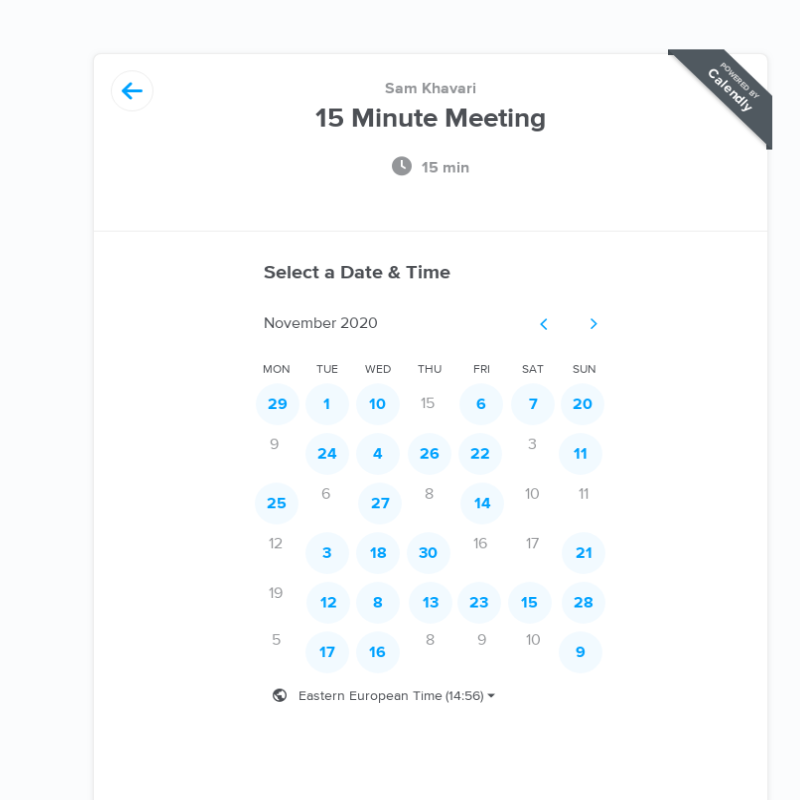 POWERED BY
Calendly
Sam Khavari
15 Minute Meeting
15 min
Select a Date & Time
November 2020
MON TUE WED THU FRI SAT SUN
29 1 10 15 6 7 20
9 24 4 26 22 3 11
25 6 27 8 14 10 11
12 3 18 30 16 17 21
19 12 8 13 23 15 28
5 17 16 8 9 10 9
Eastern European Time (14:56)